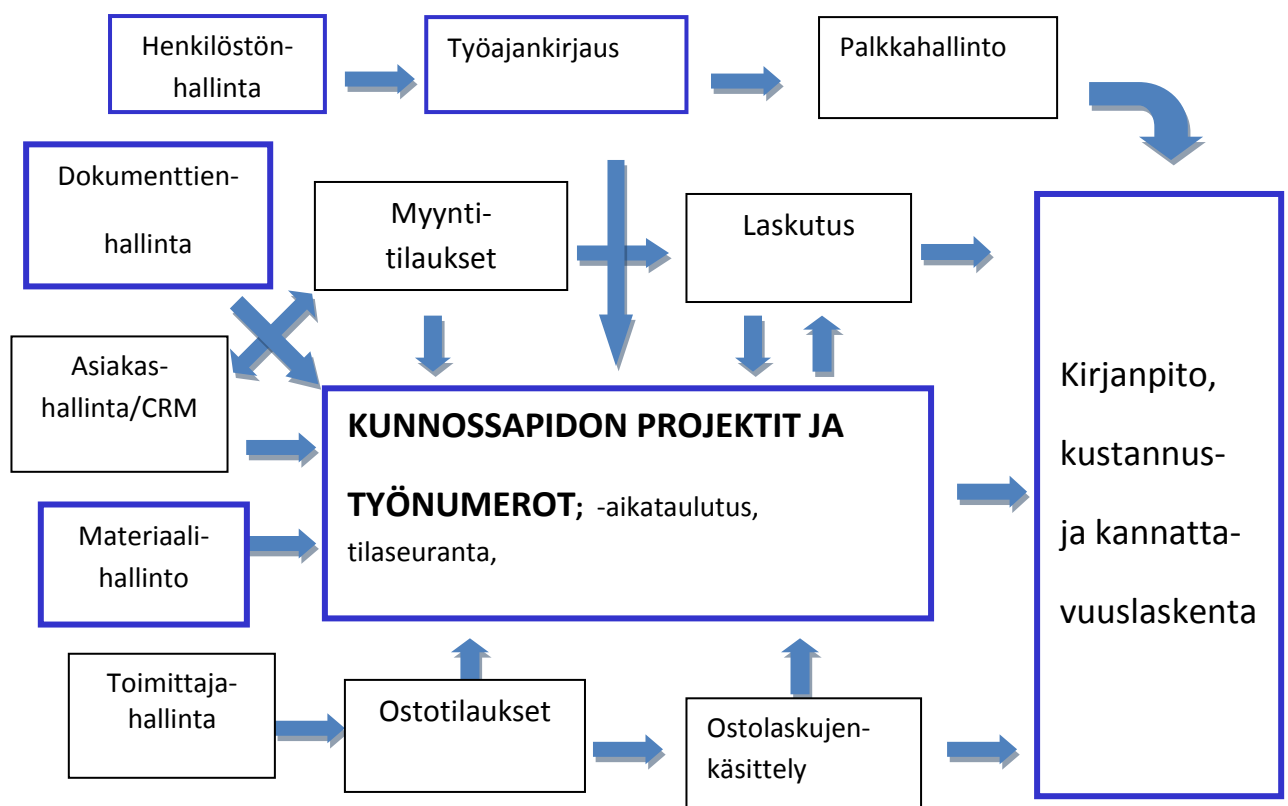 Henkilöstön-
hallinta
Työajankirjaus
Palkkahallinto
Dokumenttien-
hallinta
Myynti-
tilaukset
Laskutus
Asiakas-
hallinta/CRM
KUNNOSSAPIDON PROJEKTIT JA
TYÖNUMEROT; -aikataulutus,
tilaseuranta,
Kirjanpito,
kustannus-
ja kannatta-
vuuslaskenta
Materiaali-
hallinto
Toimittaja-
hallinta
Ostotilaukset
Ostolaskujen-
käsittely